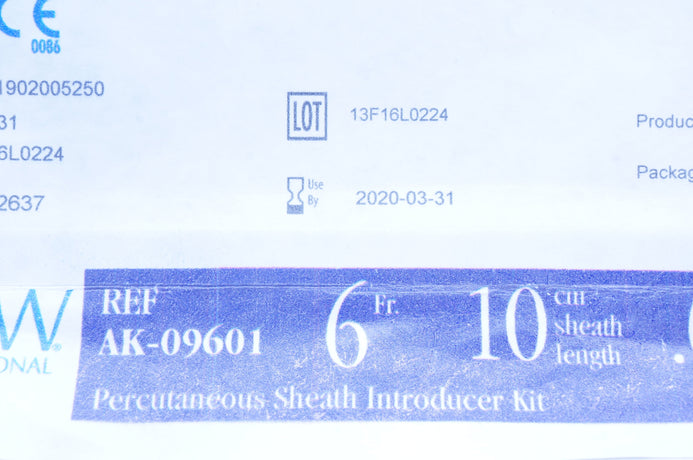 CE
0086
1902005250
31
6L0224
2637
LOT 13F16L0224
Use
By 2020-03-31
Produc
Packag
W®
ONAL
REF
AK-09601
6 Fr.
10 cm
sheath
length
Percutaneous Sheath Introducer Kit